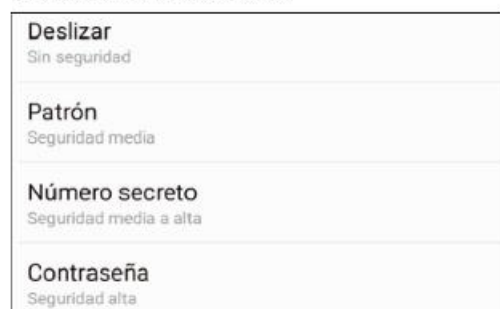 Deslizar
Sin seguridad
Patrón
Seguridad media
Número secreto
Seguridad media a alta
Contraseña
Seguridad alta